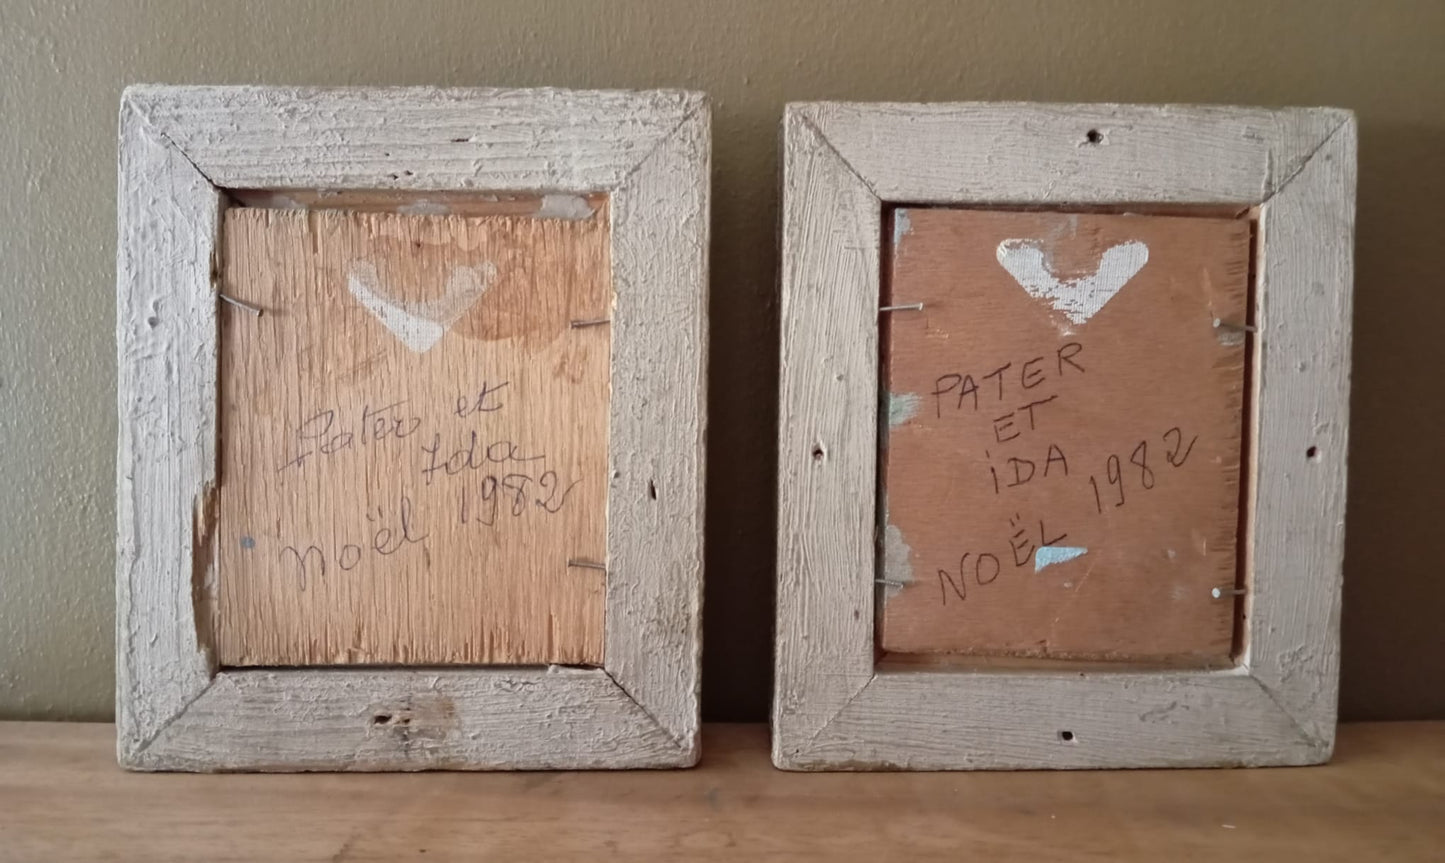 Pater et
Ida
1982
Noël
PATER
ET
iDA
1982
NOËL